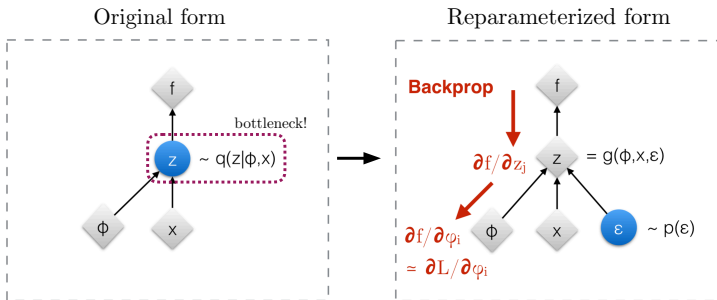 Original form
f
bottleneck!
z ~ q(z|ϕ,x)
ϕ
x
Reparameterized form
f
Backprop
∂f/∂zⱼ
z = g(ϕ,x,ε)
∂f/∂φᵢ
≃ ∂L/∂φᵢ
ϕ
x
ε ~ p(ε)